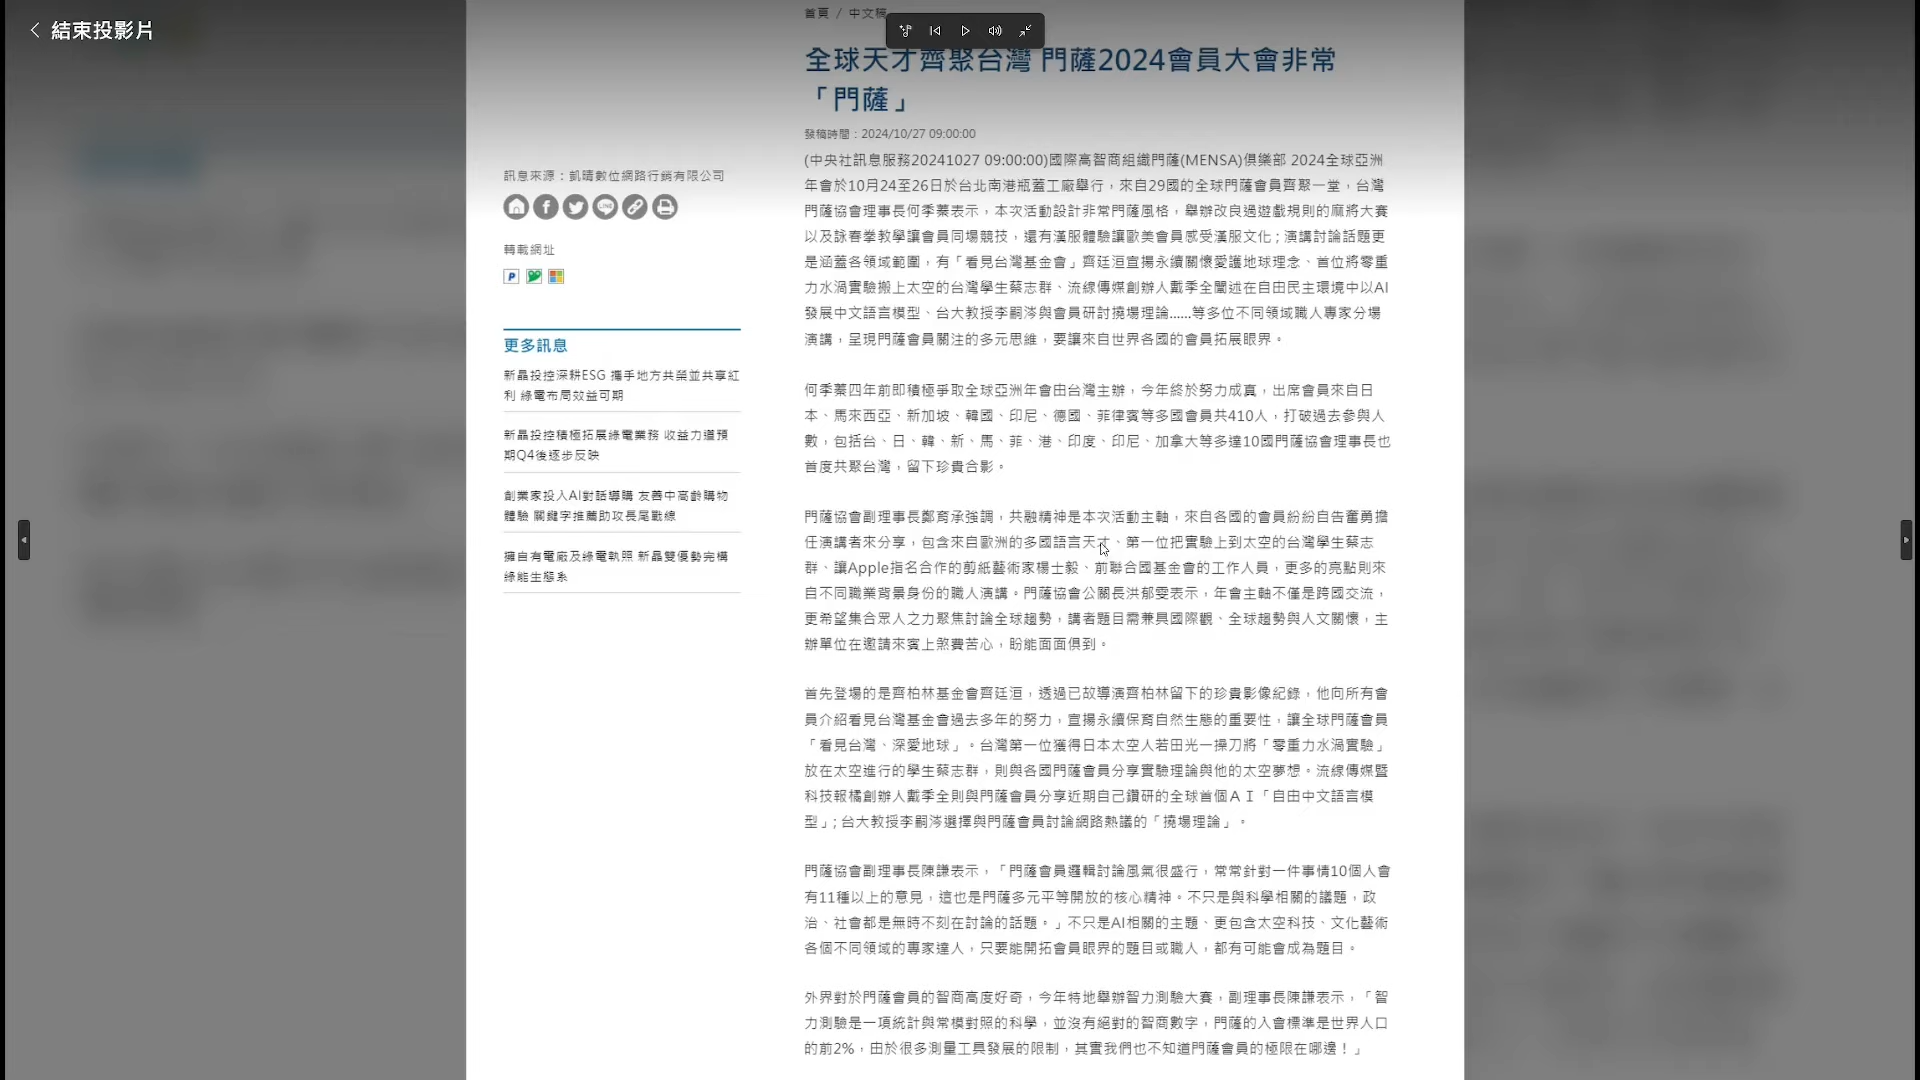 結束投影片
首頁 / 中文稿
全球天才齊聚台灣 門薩2024會員大會非常
「門薩」
發稿時間：2024/10/27 09:00:00
訊息來源：凱晴數位網路行銷有限公司
轉載網址
更多訊息
新晶投控深耕ESG 攜手地方共榮並共享紅
利 綠電布局效益可期
新晶投控積極拓展綠電業務 收益力道預
期Q4後逐步反映
創業家投入AI對話導購 友善中高齡購物
體驗 關鍵字推薦助攻長尾戰線
擁自有電廠及綠電執照 新晶雙優勢完構
綠能生態系
(中央社訊息服務20241027 09:00:00)國際高智商組織門薩(MENSA)俱樂部 2024全球亞洲
年會於10月24至26日於台北南港瓶蓋工廠舉行，來自29國的全球門薩會員齊聚一堂，台灣
門薩協會理事長何季蓁表示，本次活動設計非常門薩風格，舉辦改良過遊戲規則的麻將大賽
以及詠春拳教學讓會員同場競技，還有漢服體驗讓歐美會員感受漢服文化；演講討論話題更
是涵蓋各領域範圍，有「看見台灣基金會」齊廷洹宣揚永續關懷愛護地球理念、首位將零重
力水渦實驗搬上太空的台灣學生蔡志群、流線傳媒創辦人戴季全闡述在自由民主環境中以AI
發展中文語言模型、台大教授李嗣涔與會員研討撓場理論......等多位不同領域職人專家分場
演講，呈現門薩會員關注的多元思維，要讓來自世界各國的會員拓展眼界。
何季蓁四年前即積極爭取全球亞洲年會由台灣主辦，今年終於努力成真，出席會員來自日
本、馬來西亞、新加坡、韓國、印尼、德國、菲律賓等多國會員共410人，打破過去參與人
數，包括台、日、韓、新、馬、菲、港、印度、印尼、加拿大等多達10國門薩協會理事長也
首度共聚台灣，留下珍貴合影。
門薩協會副理事長鄭育承強調，共融精神是本次活動主軸，來自各國的會員紛紛自告奮勇擔
任演講者來分享，包含來自歐洲的多國語言天才、第一位把實驗上到太空的台灣學生蔡志
群、讓Apple指名合作的剪紙藝術家楊士毅、前聯合國基金會的工作人員，更多的亮點則來
自不同職業背景身份的職人演講。門薩協會公關長洪郁雯表示，年會主軸不僅是跨國交流，
更希望集合眾人之力聚焦討論全球趨勢，講者題目需兼具國際觀、全球趨勢與人文關懷，主
辦單位在邀請來賓上煞費苦心，盼能面面俱到。
首先登場的是齊柏林基金會齊廷洹，透過已故導演齊柏林留下的珍貴影像紀錄，他向所有會
員介紹看見台灣基金會過去多年的努力，宣揚永續保育自然生態的重要性，讓全球門薩會員
「看見台灣、深愛地球」。台灣第一位獲得日本太空人若田光一操刀將「零重力水渦實驗」
放在太空進行的學生蔡志群，則與各國門薩會員分享實驗理論與他的太空夢想。流線傳媒暨
科技報橘創辦人戴季全則與門薩會員分享近期自己鑽研的全球首個ＡＩ「自由中文語言模
型」；台大教授李嗣涔選擇與門薩會員討論網路熱議的「撓場理論」。
門薩協會副理事長陳謙表示，「門薩會員邏輯討論風氣很盛行，常常針對一件事情10個人會
有11種以上的意見，這也是門薩多元平等開放的核心精神。不只是與科學相關的議題，政
治、社會都是無時不刻在討論的話題。」不只是AI相關的主題、更包含太空科技、文化藝術
各個不同領域的專家達人，只要能開拓會員眼界的題目或職人，都有可能會成為題目。
外界對於門薩會員的智商高度好奇，今年特地舉辦智力測驗大賽，副理事長陳謙表示，「智
力測驗是一項統計與常模對照的科學，並沒有絕對的智商數字，門薩的入會標準是世界人口
的前2%，由於很多測量工具發展的限制，其實我們也不知道門薩會員的極限在哪邊！」